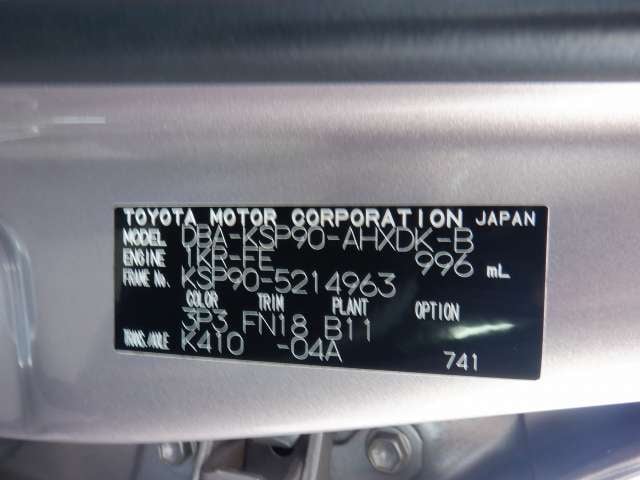 TOYOTA MOTOR CORPORATION JAPAN
MODEL DBA-KSP90-AHXDK-B
ENGINE 1KR-FE 996 mL
FRAME No. KSP90-5214963
COLOR TRIM PLANT OPTION
3P3 FN18 B11
TRANS./AXLE K410 -04A
741